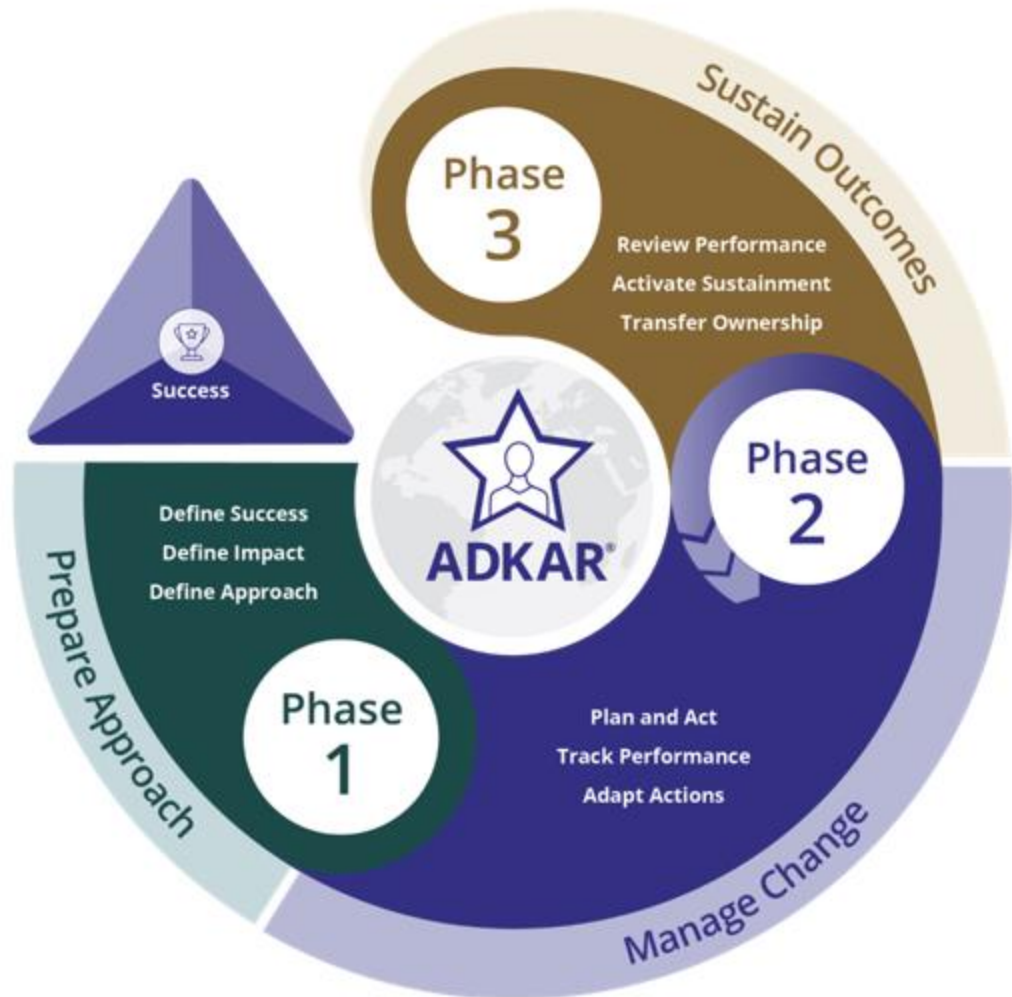 Success
Prepare Approach
Define Success
Define Impact
Define Approach
Phase
1
Manage Change
Phase
2
Plan and Act
Track Performance
Adapt Actions
Sustain Outcomes
Phase
3
Review Performance
Activate Sustainment
Transfer Ownership
ADKAR®